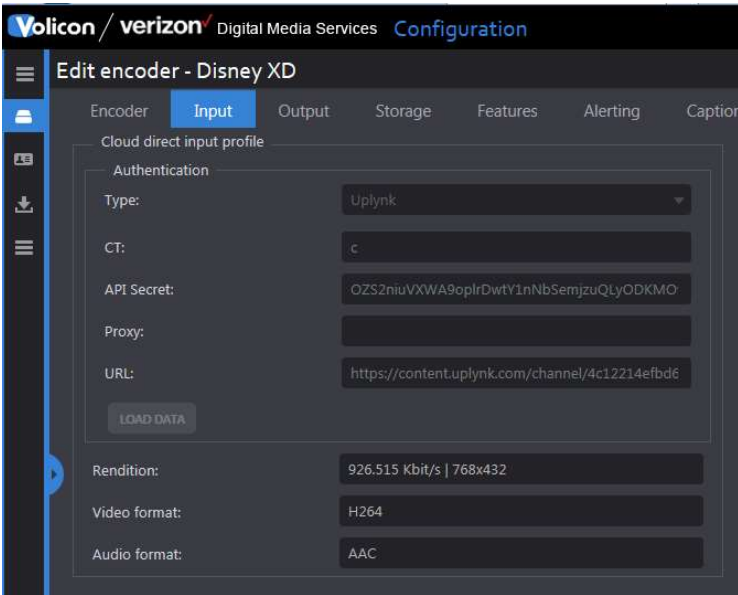 Volicon / verizon✓ Digital Media Services Configuration
Edit encoder - Disney XD
Encoder Input Output Storage Features Alerting Caption
Cloud direct input profile
Authentication
Type: Uplynk
CT: c
API Secret:
Proxy:
URL: https://content.uplynk.com/channel/4c12214efbd6
LOAD DATA
Rendition: 926.515 Kbit/s | 768x432
Video format: H264
Audio format: AAC